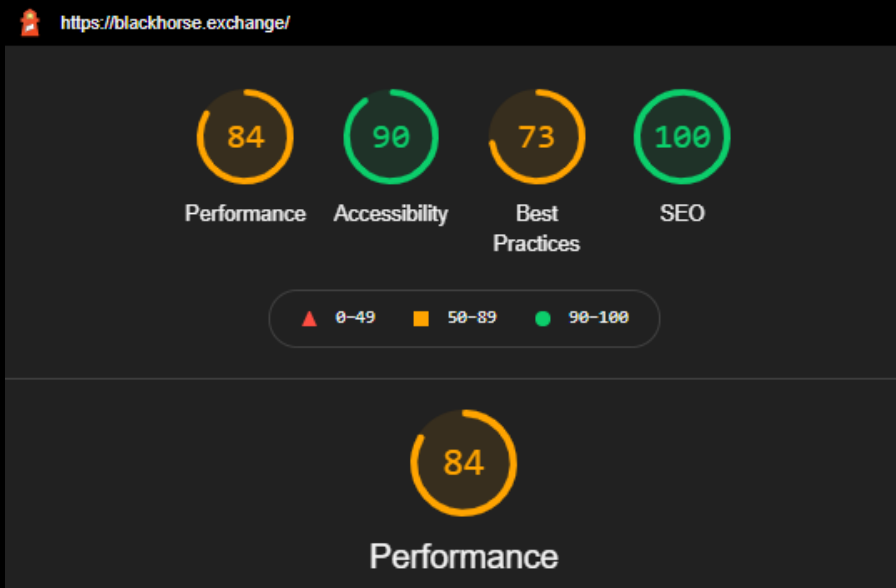 https://blackhorse.exchange/
84 90 73 100
Performance Accessibility Best Practices SEO
0–49 50–89 90–100
84
Performance